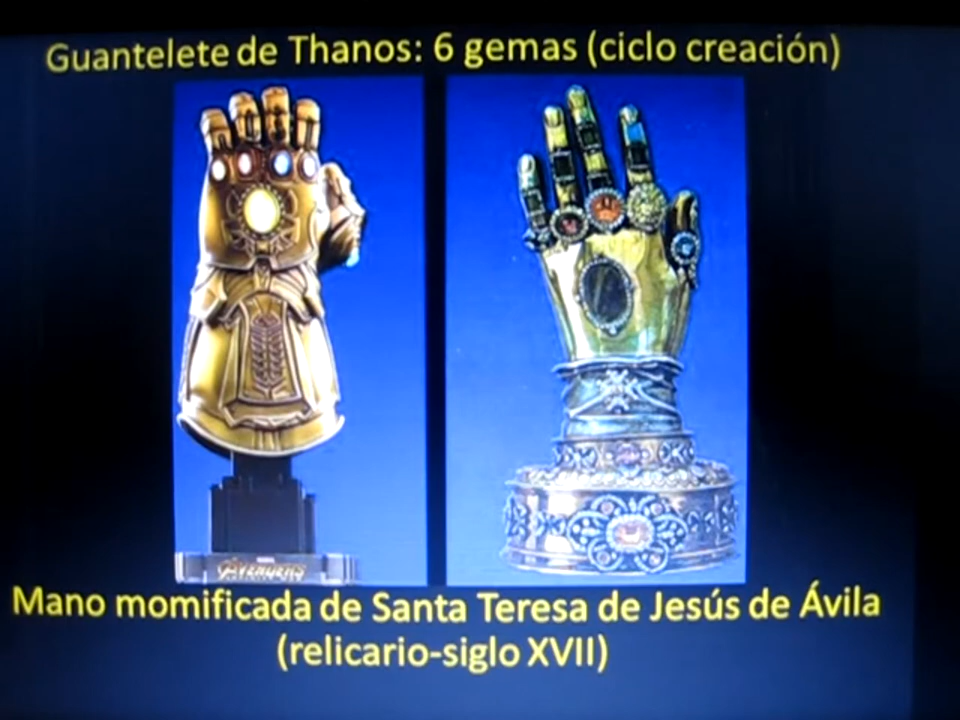 Guantelete de Thanos: 6 gemas (ciclo creación)
MARVEL
AVENGERS
Mano momificada de Santa Teresa de Jesús de Ávila
(relicario-siglo XVII)